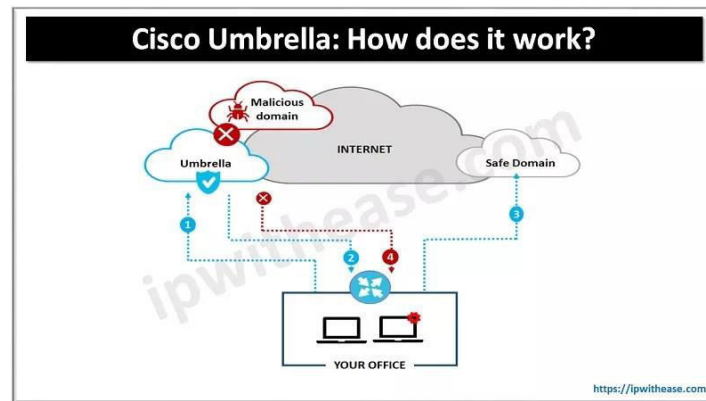 Cisco Umbrella: How does it work?
Malicious
domain
INTERNET
Umbrella
Safe Domain
1
2
4
3
YOUR OFFICE
ipwithease.com
https://ipwithease.com